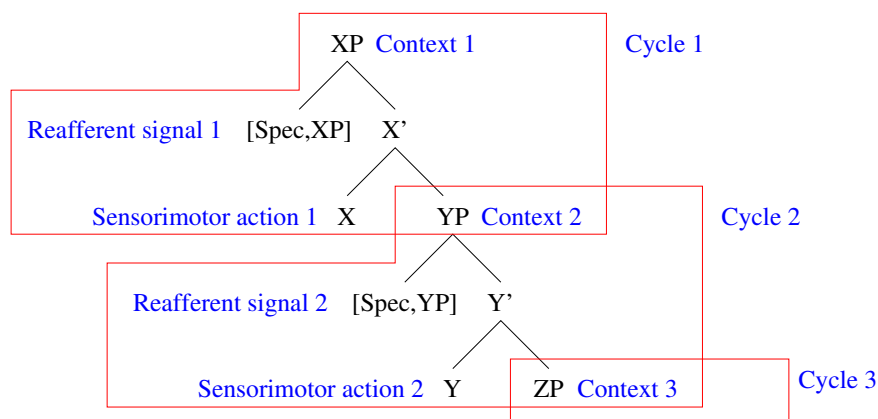 XP Context 1 Cycle 1
Reafferent signal 1 [Spec,XP] X'
Sensorimotor action 1 X YP Context 2 Cycle 2
Reafferent signal 2 [Spec,YP] Y'
Sensorimotor action 2 Y ZP Context 3 Cycle 3